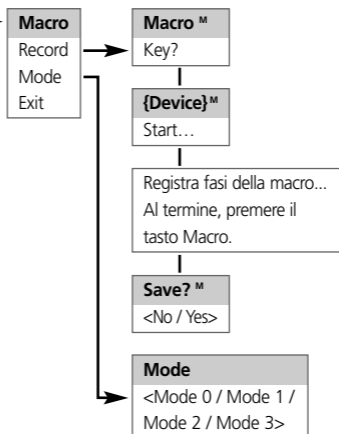 Macro
Record
Mode
Exit
Macro ᴹ
Key?
{Device}ᴹ
Start…
Registra fasi della macro...
Al termine, premere il
tasto Macro.
Save? ᴹ
<No / Yes>
Mode
<Mode 0 / Mode 1 /
Mode 2 / Mode 3>